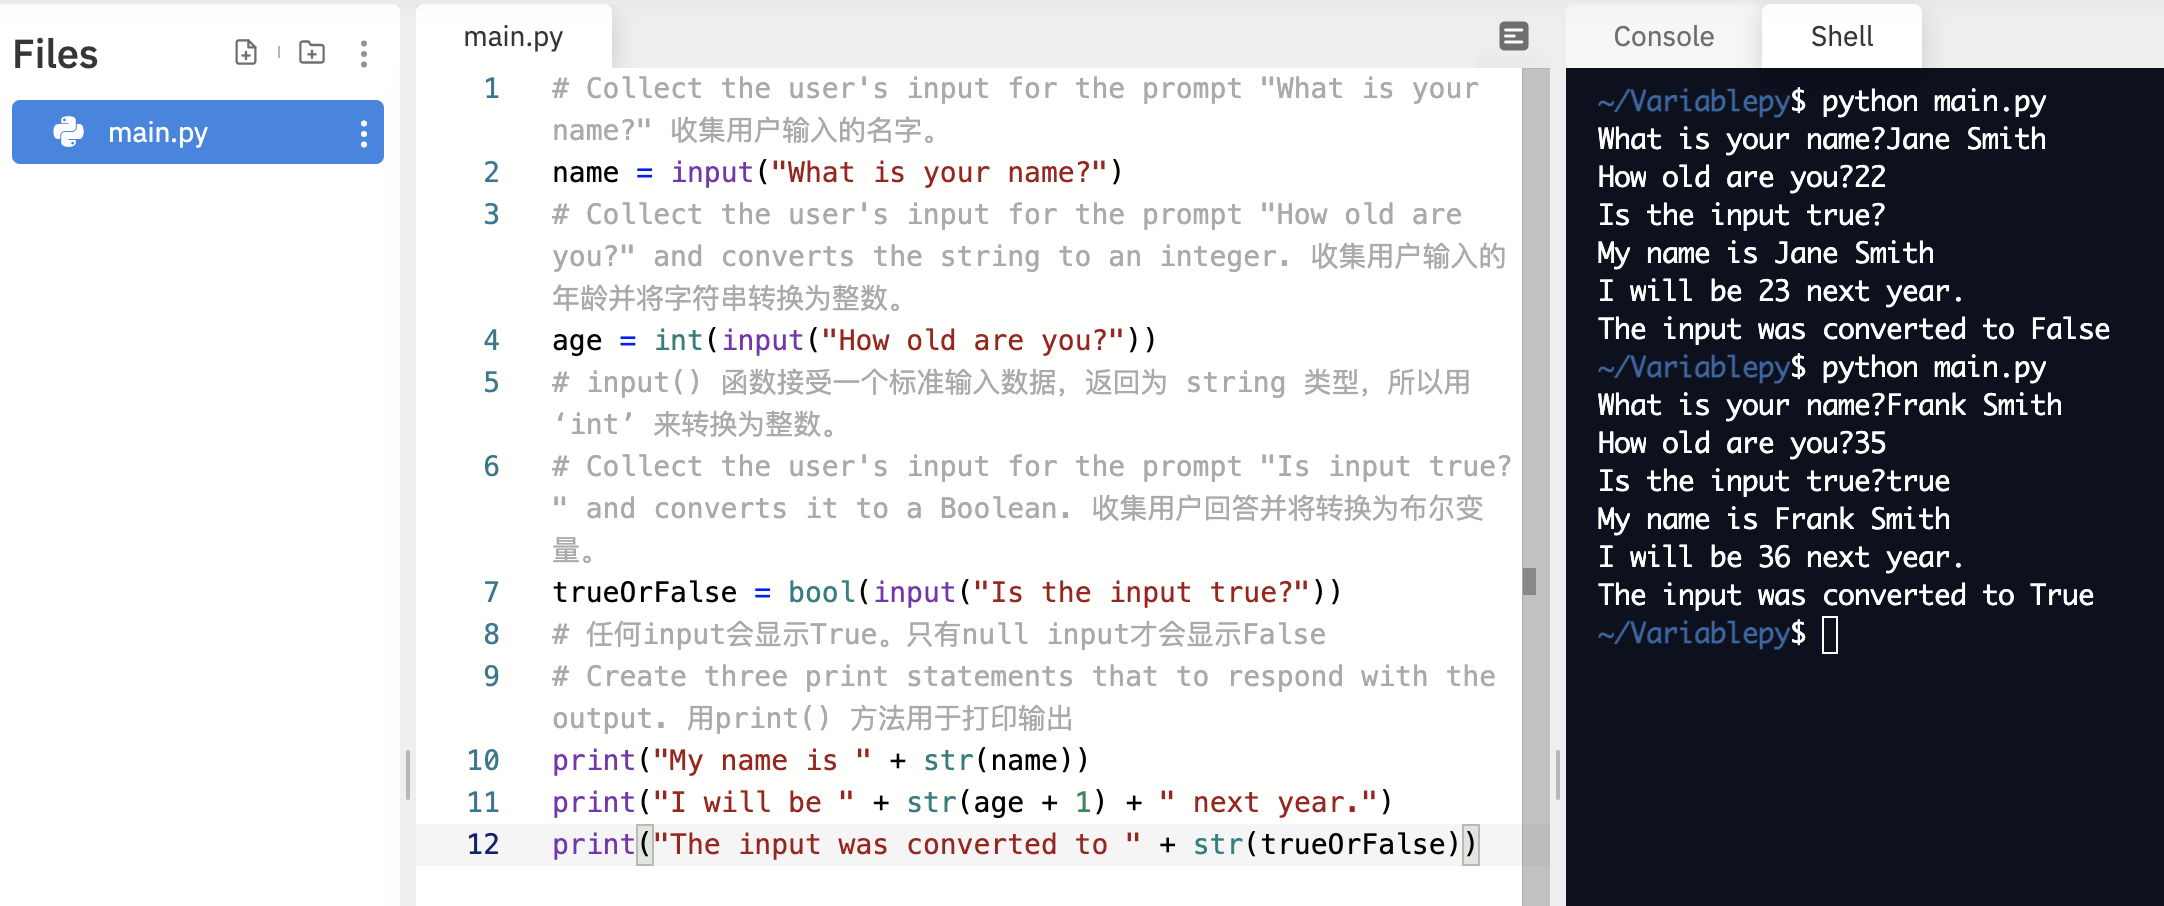 Files
main.py
main.py
1 # Collect the user's input for the prompt "What is your
name?" 收集用户输入的名字。
2 name = input("What is your name?")
3 # Collect the user's input for the prompt "How old are
you?" and converts the string to an integer. 收集用户输入的
年龄并将字符串转换为整数。
4 age = int(input("How old are you?"))
5 # input() 函数接受一个标准输入数据，返回为 string 类型，所以用
‘int’ 来转换为整数。
6 # Collect the user's input for the prompt "Is input true?
" and converts it to a Boolean. 收集用户回答并将转换为布尔变
量。
7 trueOrFalse = bool(input("Is the input true?"))
8 # 任何input会显示True。只有null input才会显示False
9 # Create three print statements that to respond with the
output. 用print() 方法用于打印输出
10 print("My name is " + str(name))
11 print("I will be " + str(age + 1) + " next year.")
12 print("The input was converted to " + str(trueOrFalse))
Console
Shell
~/Variablepy$ python main.py
What is your name?Jane Smith
How old are you?22
Is the input true?
My name is Jane Smith
I will be 23 next year.
The input was converted to False
~/Variablepy$ python main.py
What is your name?Frank Smith
How old are you?35
Is the input true?true
My name is Frank Smith
I will be 36 next year.
The input was converted to True
~/Variablepy$